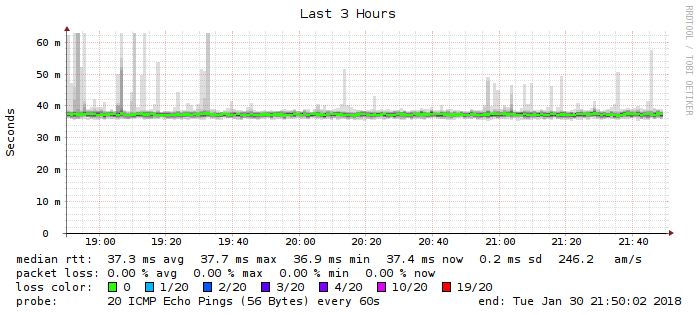 Last 3 Hours
RRDTOOL / TOBI OETIKER
Seconds
60 m
50 m
40 m
30 m
20 m
10 m
0
19:00 19:20 19:40 20:00 20:20 20:40 21:00 21:20 21:40
median rtt: 37.3 ms avg 37.7 ms max 36.9 ms min 37.4 ms now 0.2 ms sd 246.2 am/s
packet loss: 0.00 % avg 0.00 % max 0.00 % min 0.00 % now
loss color: 0 1/20 2/20 3/20 4/20 10/20 19/20
probe: 20 ICMP Echo Pings (56 Bytes) every 60s end: Tue Jan 30 21:50:02 2018